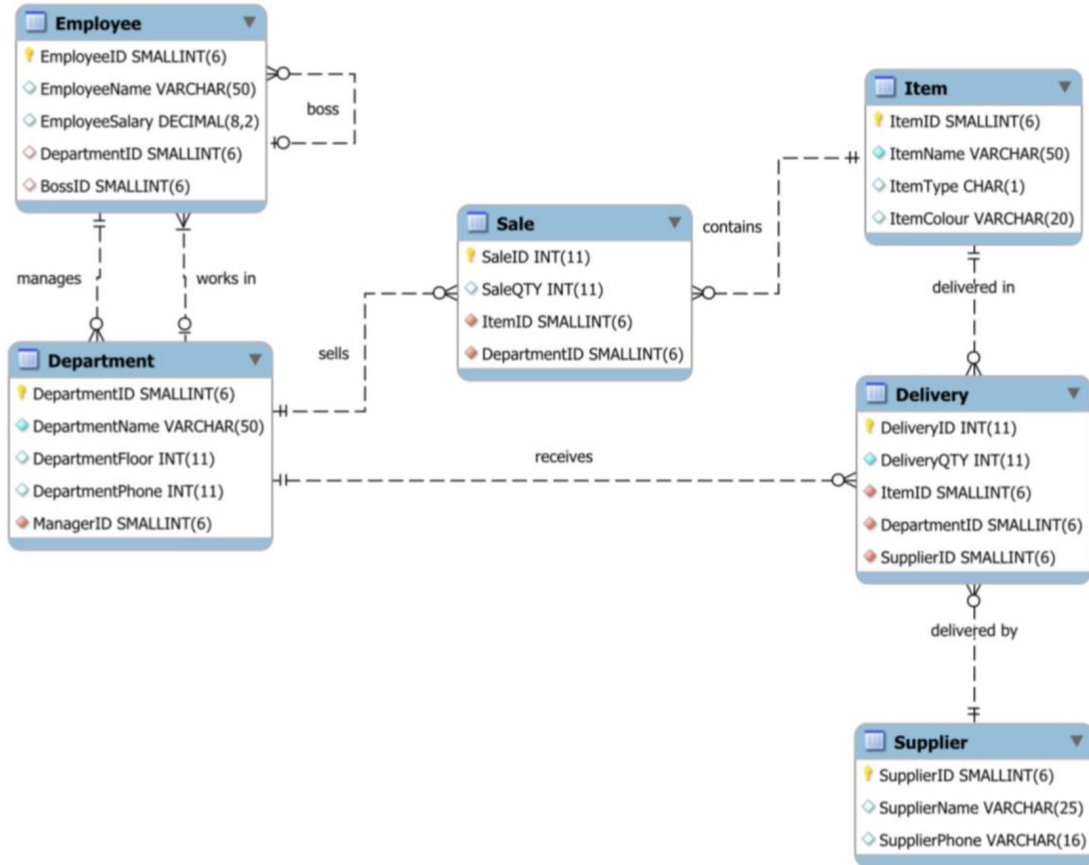 Employee
EmployeeID SMALLINT(6)
EmployeeName VARCHAR(50)
EmployeeSalary DECIMAL(8,2)
DepartmentID SMALLINT(6)
BossID SMALLINT(6)
boss
manages
works in
Department
DepartmentID SMALLINT(6)
DepartmentName VARCHAR(50)
DepartmentFloor INT(11)
DepartmentPhone INT(11)
ManagerID SMALLINT(6)
sells
receives
Sale
SaleID INT(11)
SaleQTY INT(11)
ItemID SMALLINT(6)
DepartmentID SMALLINT(6)
contains
Item
ItemID SMALLINT(6)
ItemName VARCHAR(50)
ItemType CHAR(1)
ItemColour VARCHAR(20)
delivered in
Delivery
DeliveryID INT(11)
DeliveryQTY INT(11)
ItemID SMALLINT(6)
DepartmentID SMALLINT(6)
SupplierID SMALLINT(6)
delivered by
Supplier
SupplierID SMALLINT(6)
SupplierName VARCHAR(25)
SupplierPhone VARCHAR(16)